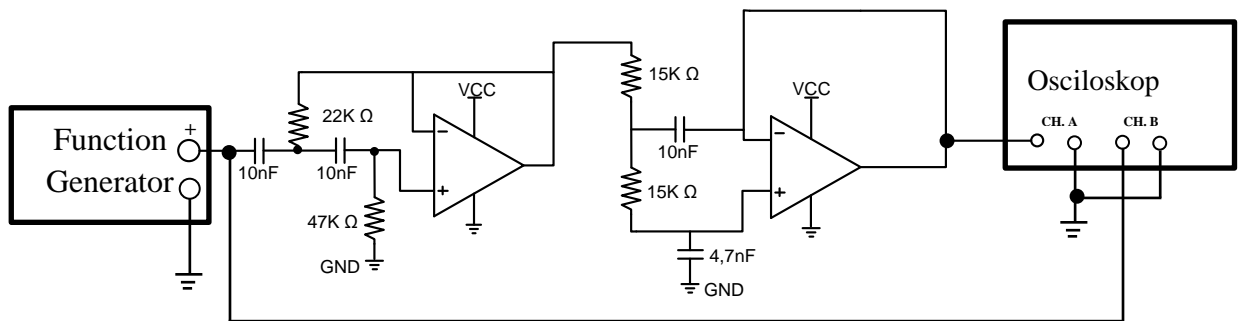 Function
Generator
+
10nF
22K Ω
10nF
47K Ω
GND
VCC
−
+
15K Ω
15K Ω
10nF
4,7nF
GND
VCC
−
+
Osciloskop
CH. A
CH. B